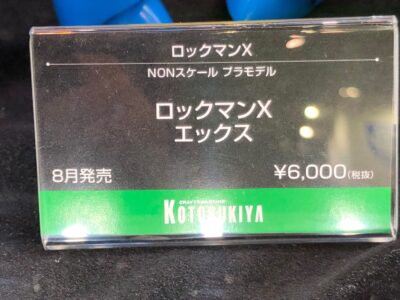 ロックマンX
NONスケール プラモデル
ロックマンX
エックス
8月発売
¥6,000(税抜)
KOTOBUKIYA